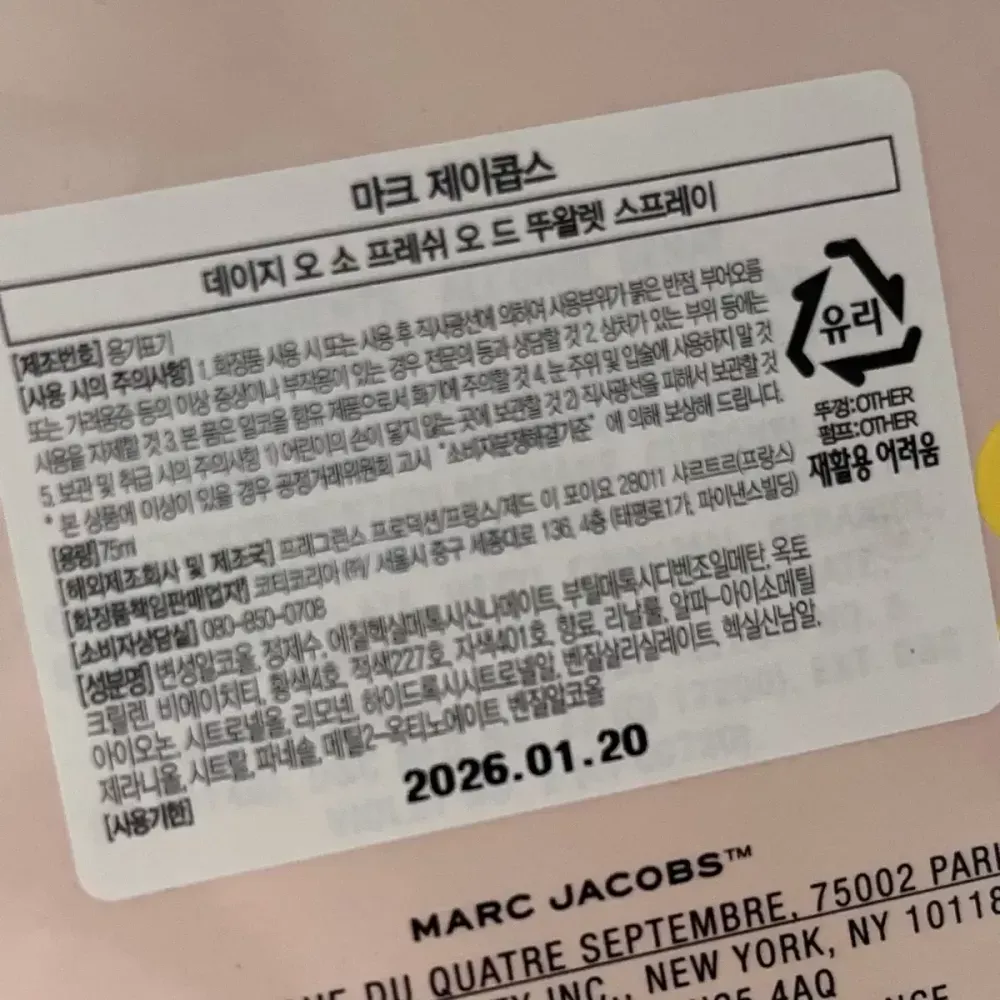 마크 제이콥스
데이지 오 소 프레쉬 오 드 뚜왈렛 스프레이
[제조번호] 용기표기
[사용 시의 주의사항] 1. 화장품 사용 시 또는 사용 후 직사광선에 의하여 사용부위가 붉은 반점, 부어오름
또는 가려움증 등의 이상 증상이나 부작용이 있는 경우 전문의 등과 상담할 것 2. 상처가 있는 부위 등에는
사용을 자제할 것 3. 본 품은 알코올 함유 제품으로서 화기에 주의할 것 4. 눈 주위 및 입술에 사용하지 말 것
5. 보관 및 취급 시의 주의사항 1) 어린이의 손이 닿지 않는 곳에 보관할 것 2) 직사광선을 피해서 보관할 것
* 본 상품에 이상이 있을 경우 공정거래위원회 고시 "소비자분쟁해결기준" 에 의해 보상해 드립니다.
[용량] 75ml
[해외제조회사 및 제조국] 프래그런스 프로덕션/프랑스/제드 이 포이요 28011 샤르트르(프랑스)
[화장품책임판매업자] 코티코리아 (유)/ 서울시 중구 세종대로 136, 4층 (태평로1가, 파이낸스빌딩)
[소비자상담실] 080-850-0708
[성분명] 변성알코올, 정제수, 에칠헥실메톡시신나메이트, 부틸메톡시디벤조일메탄, 옥토
크릴렌, 비에이치티, 황색4호, 적색227호, 자색401호, 향료, 리날룰, 알파-아이소메틸
아이오논, 시트로넬올, 리모넨, 하이드록시시트로넬알, 벤질살리실레이트, 헥실신남알,
제라니올, 시트랄, 파네솔, 메틸2-옥티노에이트, 벤질알코올
[사용기한] 2026.01.20
유리
뚜껑:OTHER
펌프:OTHER
재활용 어려움
MARC JACOBS™
DU QUATRE SEPTEMBRE, 75002
INC., NEW YORK, NY 10118
4AQ